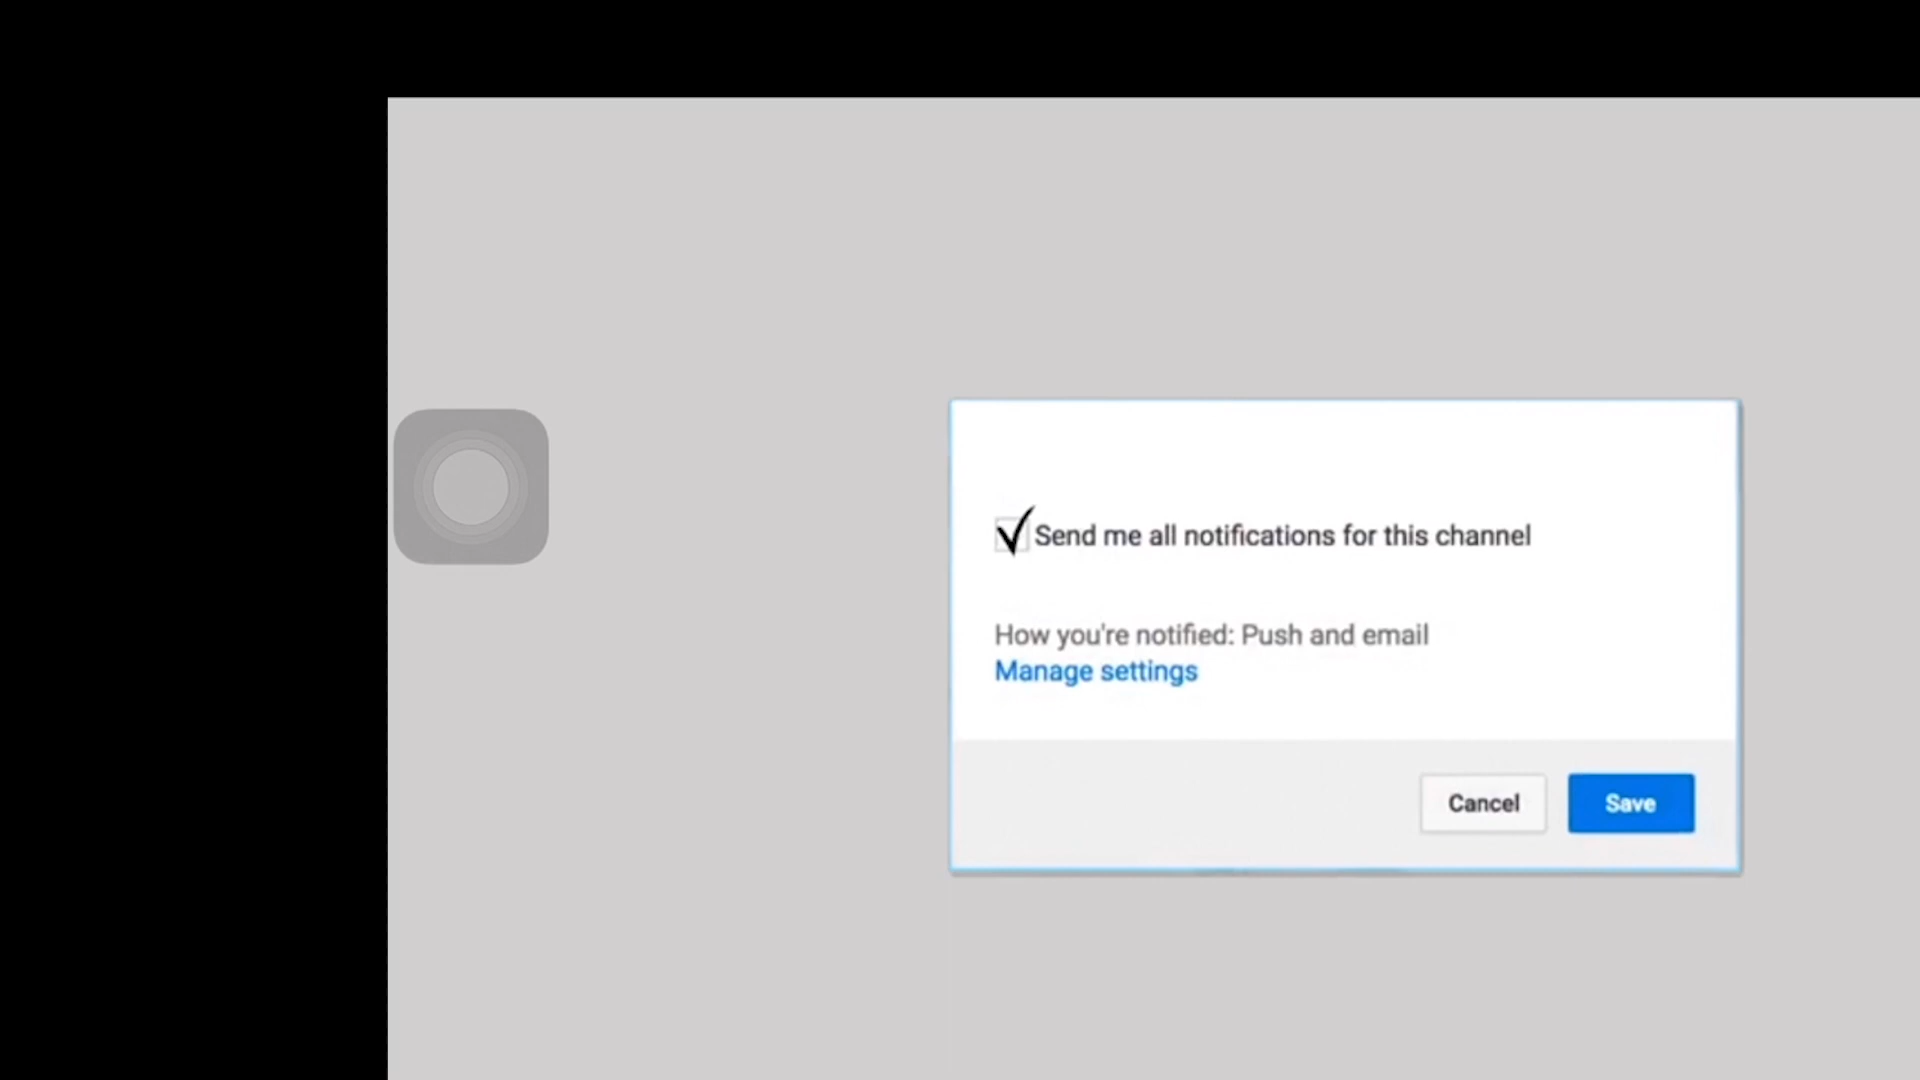 Send me all notifications for this channel
How you're notified: Push and email
Manage settings
Cancel
Save